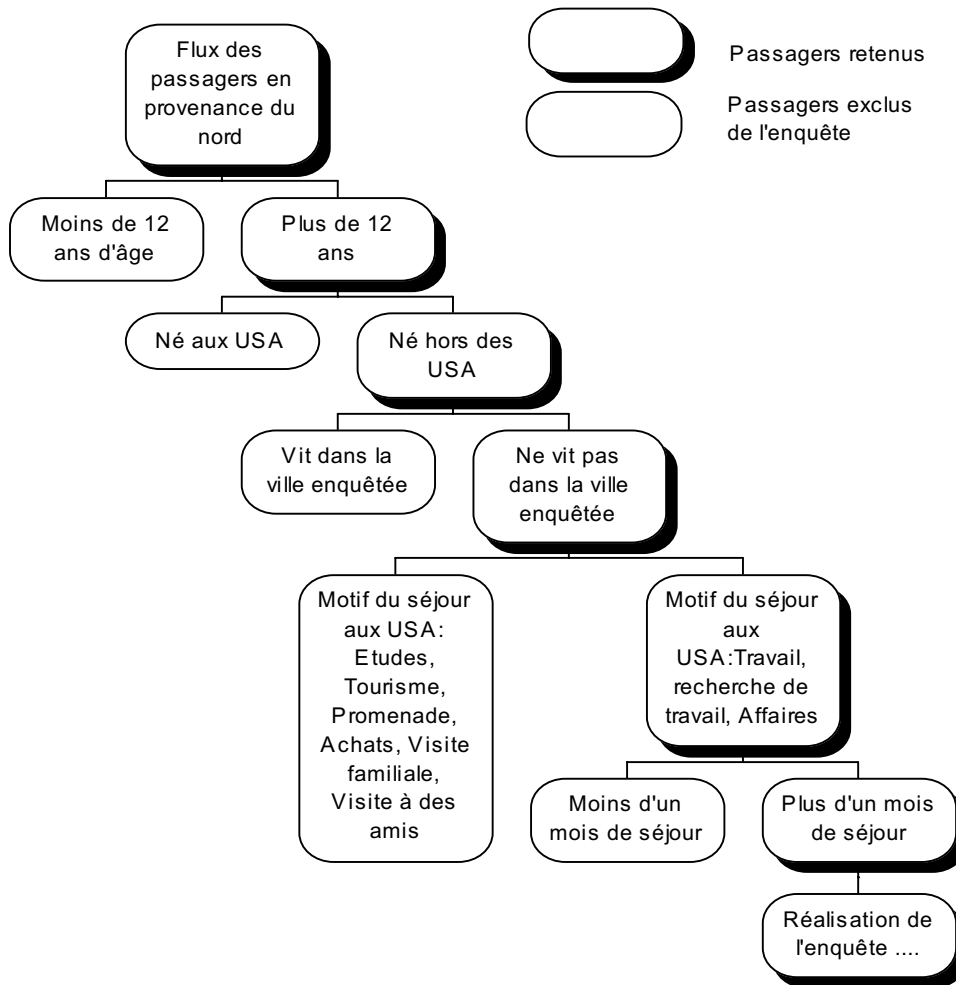 Flux des
passagers en
provenance du
nord
Passagers retenus
Passagers exclus
de l'enquête
Moins de 12
ans d'âge
Plus de 12
ans
Né aux USA
Né hors des
USA
Vit dans la
ville enquêtée
Ne vit pas
dans la ville
enquêtée
Motif du séjour
aux USA:
Etudes,
Tourisme,
Promenade,
Achats, Visite
familiale,
Visite à des
amis
Motif du séjour
aux
USA:Travail,
recherche de
travail, Affaires
Moins d'un
mois de séjour
Plus d'un mois
de séjour
Réalisation de
l'enquête ....